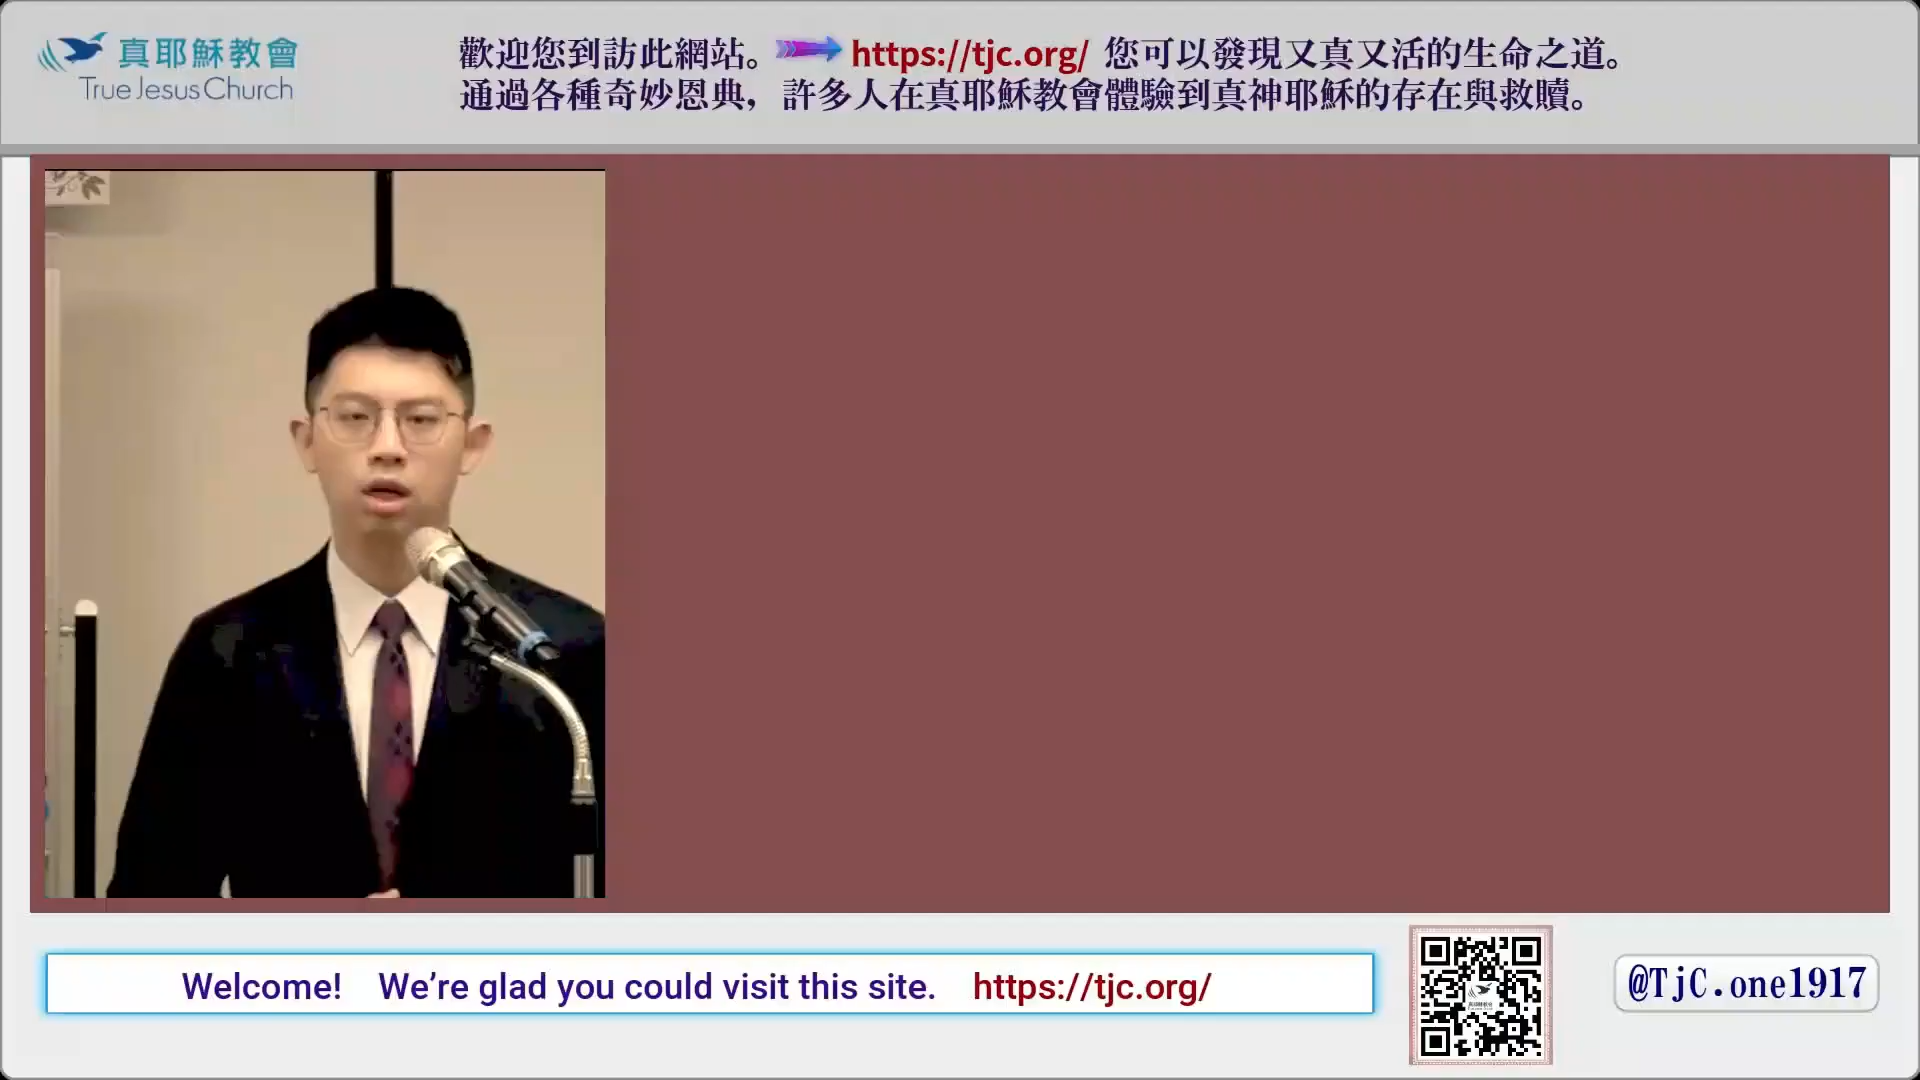 真耶穌教會
True Jesus Church
歡迎您到訪此網站。 https://tjc.org/ 您可以發現又真又活的生命之道。
通過各種奇妙恩典，許多人在真耶穌教會體驗到真神耶穌的存在與救贖。
Welcome! We’re glad you could visit this site. https://tjc.org/
@TjC.one1917